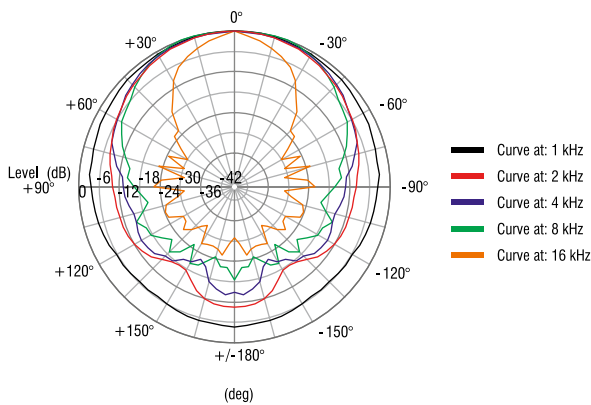 0°
+30°
-30°
+60°
-60°
Level (dB)
-6
-18
-30
-42
+90°
0
-12
-24
-36
-90°
+120°
-120°
+150°
-150°
+/-180°
(deg)
Curve at: 1 kHz
Curve at: 2 kHz
Curve at: 4 kHz
Curve at: 8 kHz
Curve at: 16 kHz